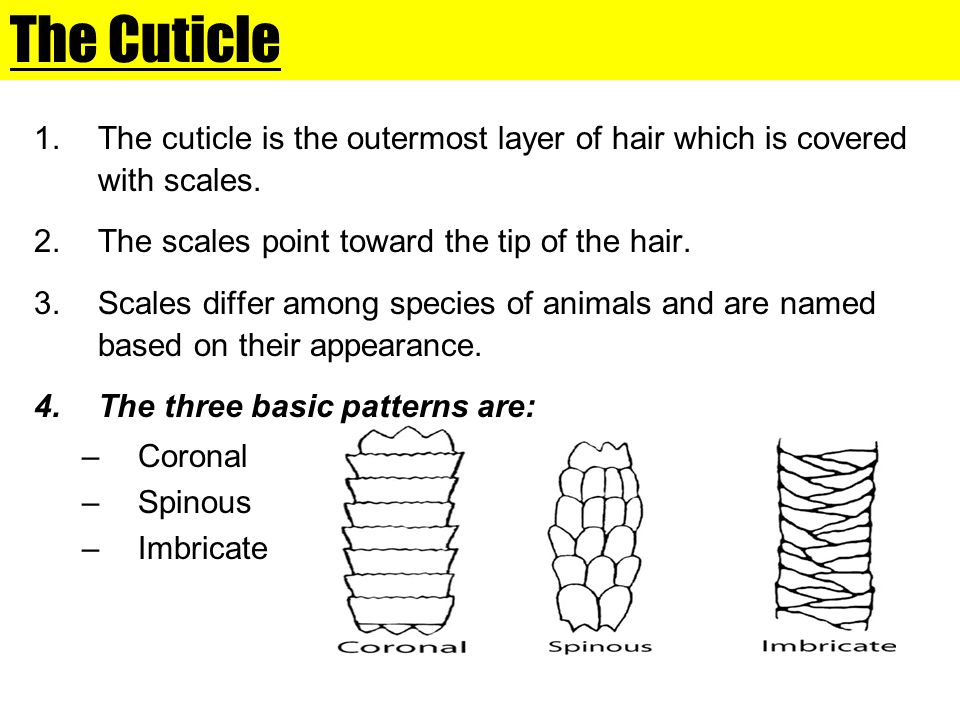 The Cuticle
1. The cuticle is the outermost layer of hair which is covered
with scales.
2. The scales point toward the tip of the hair.
3. Scales differ among species of animals and are named
based on their appearance.
4. The three basic patterns are:
– Coronal
– Spinous
– Imbricate
Coronal Spinous Imbricate